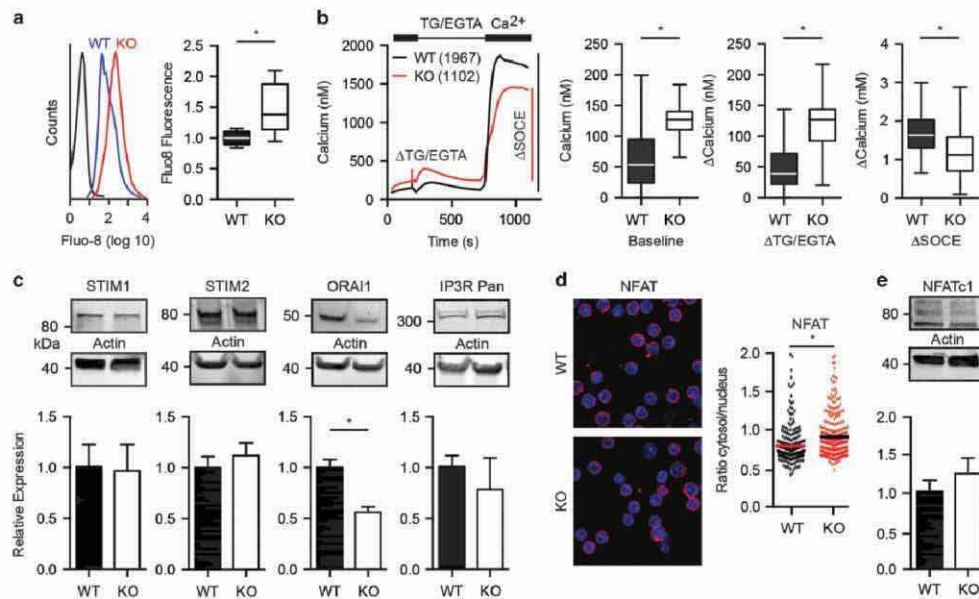 a
WT KO
Counts
0 2 4
Fluo-8 (log 10)
*
Fluo8 Fluorescence
2.5
2.0
1.5
1.0
0.5
0.0
WT KO
b
TG/EGTA Ca2+
2000
1750
1500
1250
1000
750
500
250
0
Calcium (nM)
WT (1967)
KO (1102)
ΔTG/EGTA
ΔSOCE
0 500 1000
Time (s)
*
Calcium (nM)
250
200
150
100
50
0
WT KO
Baseline
*
ΔCalcium (nM)
250
200
150
100
50
0
WT KO
ΔTG/EGTA
*
ΔCalcium (mM)
4
3
2
1
0
WT KO
ΔSOCE
c
STIM1
80
kDa
Actin
40
STIM2
80
Actin
40
ORAI1
50
Actin
40
IP3R Pan
300
Actin
40
Relative Expression
1.5
1.0
0.5
0.0
WT KO
1.5
1.0
0.5
0.0
WT KO
*
1.5
1.0
0.5
0.0
WT KO
1.5
1.0
0.5
0.0
WT KO
d
NFAT
WT
KO
NFAT
*
Ratio cytosol/nucleus
2.0
1.5
1.0
0.5
0.0
WT KO
e
NFATc1
80
Actin
40
2.0
1.5
1.0
0.5
0.0
WT KO